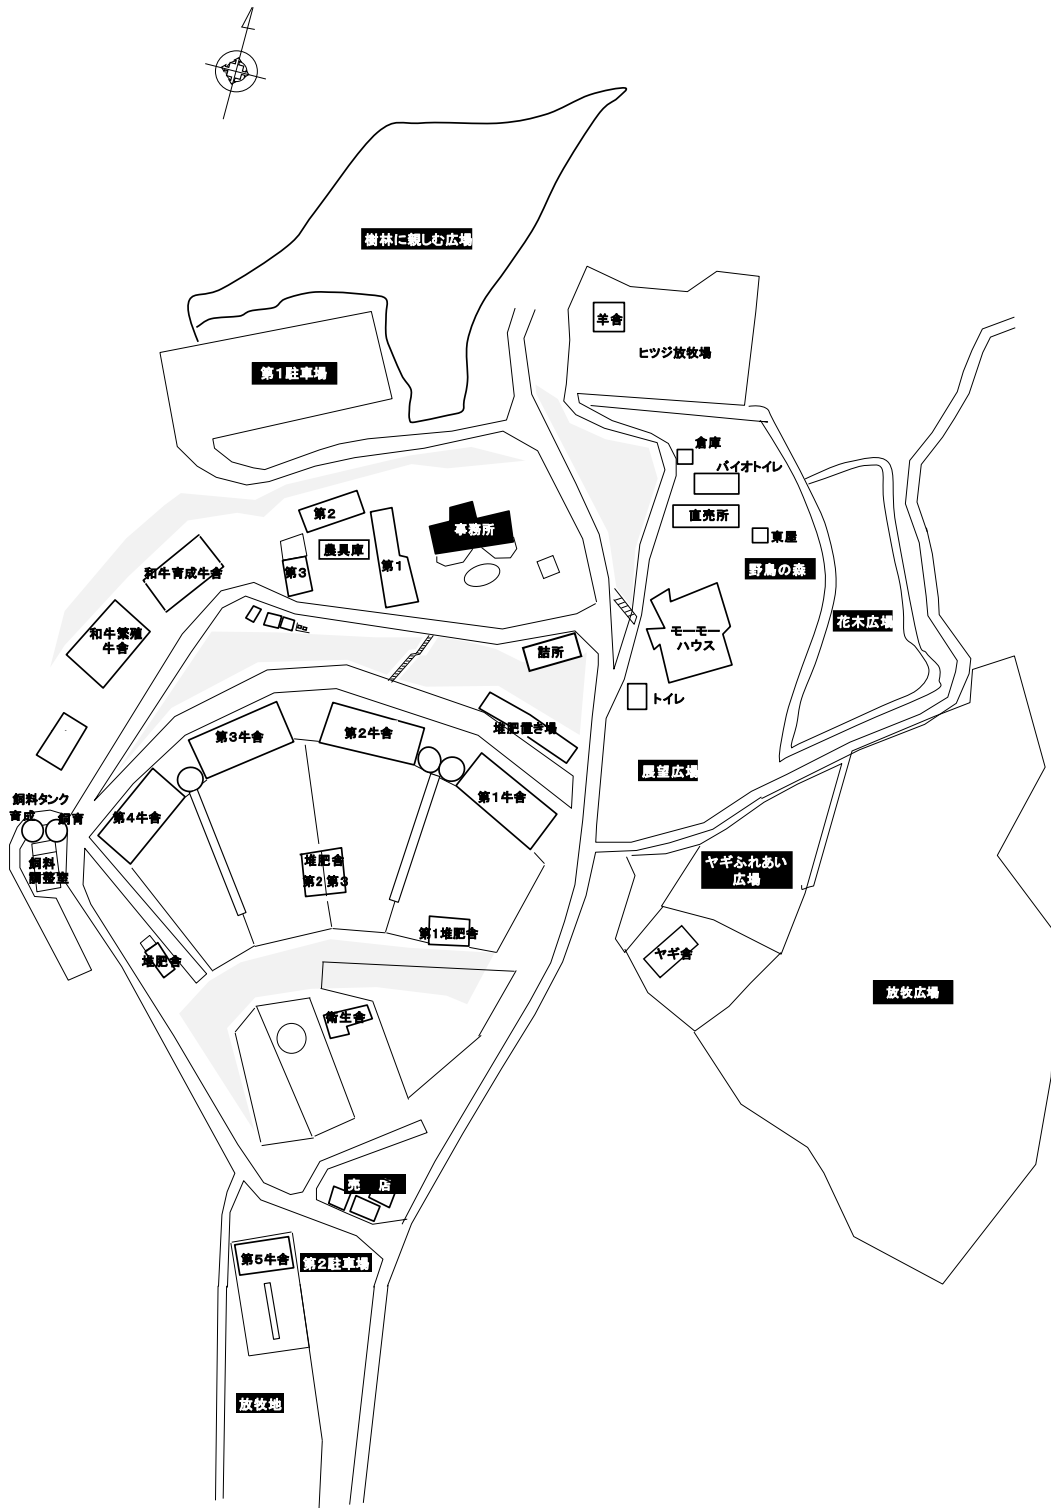 樹林に親しむ広場
羊舎
ヒツジ放牧場
第1駐車場
倉庫
バイオトイレ
第2
直売所
事務所
東屋
農具庫
第3
第1
野鳥の森
和牛育成牛舎
花木広場
モーモー
ハウス
和牛繁殖
牛舎
詰所
トイレ
堆肥置き場
第3牛舎
第2牛舎
展望広場
第1牛舎
飼料タンク
育成
飼育
第4牛舎
飼料
調整室
堆肥舎
第2 第3
ヤギふれあい
広場
第1堆肥舎
ヤギ舎
堆肥舎
放牧広場
衛生舎
売 店
第5牛舎
第2駐車場
放牧地